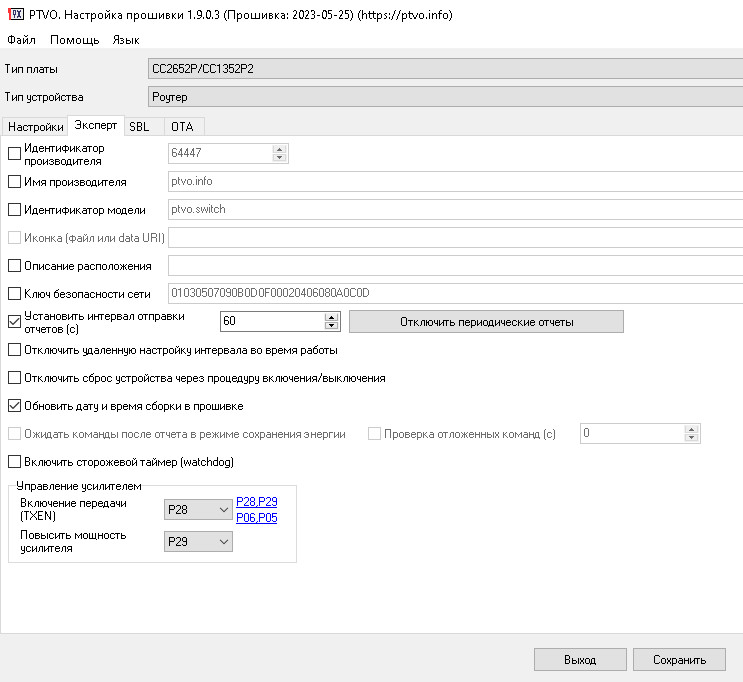 PTVO. Настройка прошивки 1.9.0.3 (Прошивка: 2023-05-25) (https://ptvo.info)
Файл Помощь Язык
Тип платы CC2652P/CC1352P2
Тип устройства Роутер
Настройки Эксперт SBL OTA
Идентификатор
производителя 64447
Имя производителя ptvo.info
Идентификатор модели ptvo.switch
Иконка (файл или data URI)
Описание расположения
Ключ безопасности сети 01030507090B0D0F00020406080A0C0D
Установить интервал отправки
отчетов (с) 60 Отключить периодические отчеты
Отключить удаленную настройку интервала во время работы
Отключить сброс устройства через процедуру включения/выключения
Обновить дату и время сборки в прошивке
Ожидать команды после отчета в режиме сохранения энергии Проверка отложенных команд (с) 0
Включить сторожевой таймер (watchdog)
Управление усилителем
Включение передачи
(TXEN) P28 P28,P29
P06,P05
Повысить мощность
усилителя P29
Выход Сохранить